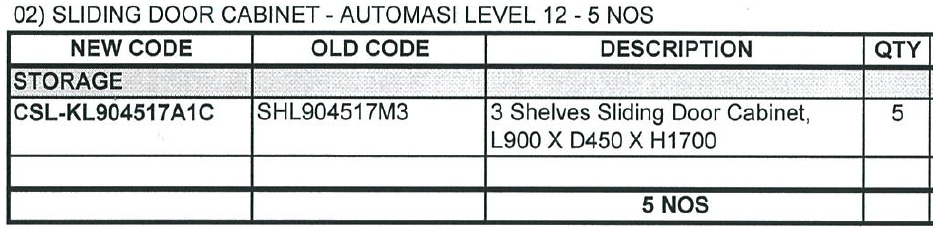 02) SLIDING DOOR CABINET - AUTOMASI LEVEL 12 - 5 NOS
NEW CODE OLD CODE DESCRIPTION QTY
STORAGE
CSL-KL904517A1C SHL904517M3 3 Shelves Sliding Door Cabinet, 5
L900 X D450 X H1700
5 NOS